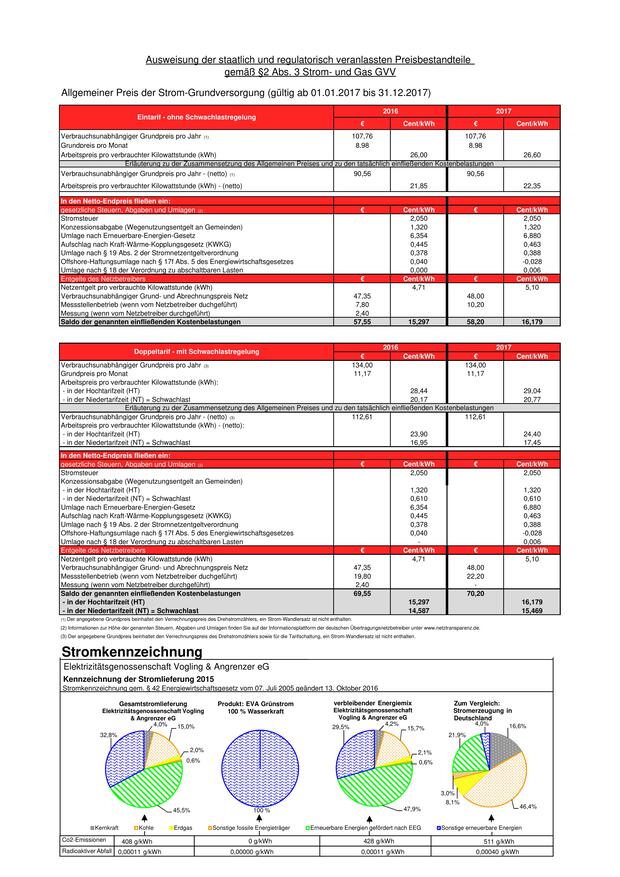 Ausweisung der staatlich und regulatorisch veranlassten Preisbestandteile
gemäß §2 Abs. 3 Strom- und Gas GVV
Allgemeiner Preis der Strom-Grundversorgung (gültig ab 01.01.2017 bis 31.12.2017)
Eintarif - ohne Schwachlastregelung 2016 2017
€ Cent/kWh € Cent/kWh
Verbrauchsunabhängiger Grundpreis pro Jahr (1) 107,76 107,76
Grundpreis pro Monat 8,98 8,98
Arbeitspreis pro verbrauchter Kilowattstunde (kWh) 26,00 26,60
Erläuterung zu der Zusammensetzung des Allgemeinen Preises und zu den tatsächlich einfließenden Kostenbelastungen
Verbrauchsunabhängiger Grundpreis pro Jahr - (netto) (1) 90,56 90,56
Arbeitspreis pro verbrauchter Kilowattstunde (kWh) - (netto) 21,85 22,35
In den Netto-Endpreis fließen ein:
gesetzliche Steuern, Abgaben und Umlagen (2) € Cent/kWh € Cent/kWh
Stromsteuer 2,050 2,050
Konzessionsabgabe (Wegenutzungsentgelt an Gemeinden) 1,320 1,320
Umlage nach Erneuerbare-Energien-Gesetz 6,354 6,880
Aufschlag nach Kraft-Wärme-Kopplungsgesetz (KWKG) 0,445 0,463
Umlage nach § 19 Abs. 2 der Stromnetzentgeltverordnung 0,378 0,388
Offshore-Haftungsumlage nach § 17f Abs. 5 des Energiewirtschaftsgesetzes 0,040 -0,028
Umlage nach § 18 der Verordnung zu abschaltbaren Lasten 0,000 0,006
Entgelte des Netzbetreibers € Cent/kWh € Cent/kWh
Netzentgelt pro verbrauchte Kilowattstunde (kWh) 4,71 5,10
Verbrauchsunabhängiger Grund- und Abrechnungspreis Netz 47,35 48,00
Messstellenbetrieb (wenn vom Netzbetreiber durchgeführt) 7,80 10,20
Messung (wenn vom Netzbetreiber durchgeführt) 2,40
Saldo der genannten einfließenden Kostenbelastungen 57,55 15,297 58,20 16,179
Doppeltarif - mit Schwachlastregelung 2016 2017
€ Cent/kWh € Cent/kWh
Verbrauchsunabhängiger Grundpreis pro Jahr (3) 134,00 134,00
Grundpreis pro Monat 11,17 11,17
Arbeitspreis pro verbrauchter Kilowattstunde (kWh):
- in der Hochtarifzeit (HT) 28,44 29,04
- in der Niedertarifzeit (NT) = Schwachlast 20,17 20,77
Erläuterung zu der Zusammensetzung des Allgemeinen Preises und zu den tatsächlich einfließenden Kostenbelastungen
Verbrauchsunabhängiger Grundpreis pro Jahr - (netto) (3) 112,61 112,61
Arbeitspreis pro verbrauchter Kilowattstunde (kWh) - (netto):
- in der Hochtarifzeit (HT) 23,90 24,40
- in der Niedertarifzeit (NT) = Schwachlast 16,95 17,45
In den Netto-Endpreis fließen ein:
gesetzliche Steuern, Abgaben und Umlagen (2) € Cent/kWh € Cent/kWh
Stromsteuer 2,050 2,050
Konzessionsabgabe (Wegenutzungsentgelt an Gemeinden)
- in der Hochtarifzeit (HT) 1,320 1,320
- in der Niedertarifzeit (NT) = Schwachlast 0,610 0,610
Umlage nach Erneuerbare-Energien-Gesetz 6,354 6,880
Aufschlag nach Kraft-Wärme-Kopplungsgesetz (KWKG) 0,445 0,463
Umlage nach § 19 Abs. 2 der Stromnetzentgeltverordnung 0,378 0,388
Offshore-Haftungsumlage nach § 17f Abs. 5 des Energiewirtschaftsgesetzes 0,040 -0,028
Umlage nach § 18 der Verordnung zu abschaltbaren Lasten - 0,006
Entgelte des Netzbetreibers € Cent/kWh € Cent/kWh
Netzentgelt pro verbrauchte Kilowattstunde (kWh) 4,71 5,10
Verbrauchsunabhängiger Grund- und Abrechnungspreis Netz 47,35 48,00
Messstellenbetrieb (wenn vom Netzbetreiber duchgeführt) 19,80 22,20
Messung (wenn vom Netzbetreiber duchgeführt) 2,40 -
Saldo der genannten einfließenden Kostenbelastungen 69,55 70,20
- in der Hochtarifzeit (HT) 15,297 16,179
- in der Niedertarifzeit (NT) = Schwachlast 14,587 15,469
(1) Der angegebene Grundpreis beinhaltet den Verrechnungspreis des Drehstromzählers, ein Strom-Wandlersatz ist nicht enthalten.
(2) Informationen zur Höhe der genannten Steuern, Abgaben und Umlagen finden Sie auf der Informationsplattform der deutschen Übertragungsnetzbetreiber unter www.netztransparenz.de.
(3) Der angegebene Grundpreis beinhaltet den Verrechnungspreis des Drehstromzählers sowie für die Tarifschaltung, ein Strom-Wandlersatz ist nicht enthalten.
Stromkennzeichnung
Elektrizitätsgenossenschaft Vogling & Angrenzer eG
Kennzeichnung der Stromlieferung 2015
Stromkennzeichnung gem. § 42 Energiewirtschaftsgesetz vom 07. Juli 2005 geändert 13. Oktober 2016
Gesamtstromlieferung
Elektrizitätsgenossenschaft Vogling
& Angrenzer eG
4,0%
15,0%
32,8%
2,0%
0,6%
45,5%
Produkt: EVA Grünstrom
100 % Wasserkraft
100 %
verbleibender Energiemix
Elektrizitätsgenossenschaft
Vogling & Angrenzer eG
4,2%
15,7%
29,5%
2,1%
0,6%
47,9%
Zum Vergleich:
Stromerzeugung in
Deutschland
4,0%
16,6%
21,9%
3,0%
8,1%
46,4%
Kernkraft Kohle Erdgas Sonstige fossile Energieträger Erneuerbare Energien gefördert nach EEG Sonstige erneuerbare Energien
Co2-Emissionen 408 g/kWh 0 g/kWh 428 g/kWh 511 g/kWh
Radioaktiver Abfall 0,00011 g/kWh 0,00000 g/kWh 0,00011 g/kWh 0,00040 g/kWh